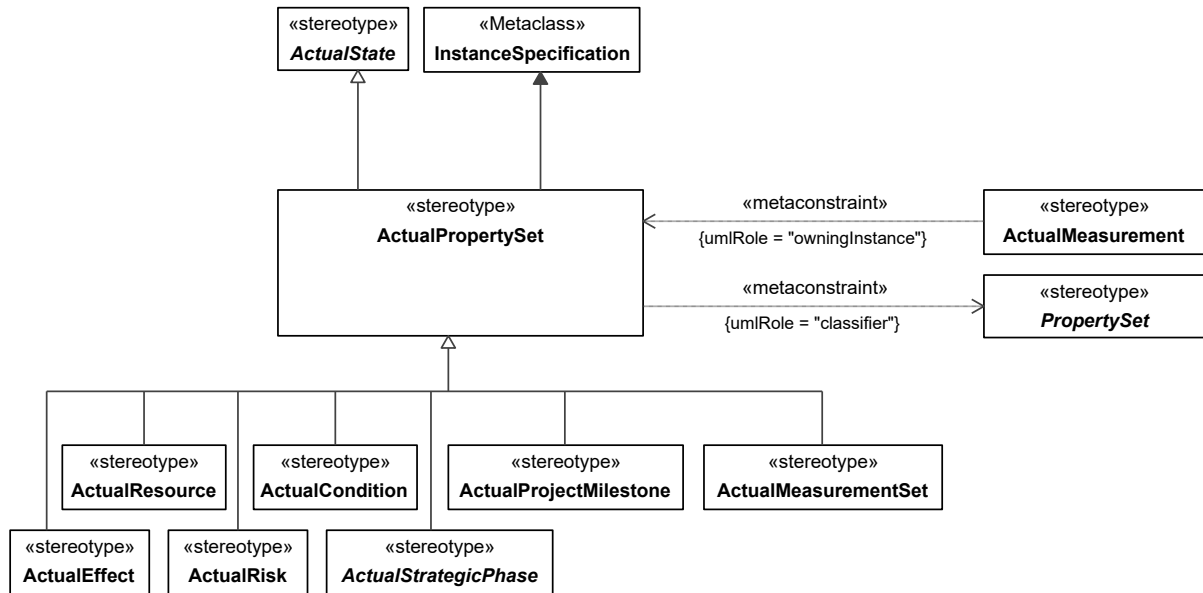 «stereotype»
ActualState
«Metaclass»
InstanceSpecification
«stereotype»
ActualPropertySet
«metaconstraint»
{umlRole = "owningInstance"}
«stereotype»
ActualMeasurement
«metaconstraint»
{umlRole = "classifier"}
«stereotype»
PropertySet
«stereotype»
ActualResource
«stereotype»
ActualCondition
«stereotype»
ActualProjectMilestone
«stereotype»
ActualMeasurementSet
«stereotype»
ActualEffect
«stereotype»
ActualRisk
«stereotype»
ActualStrategicPhase